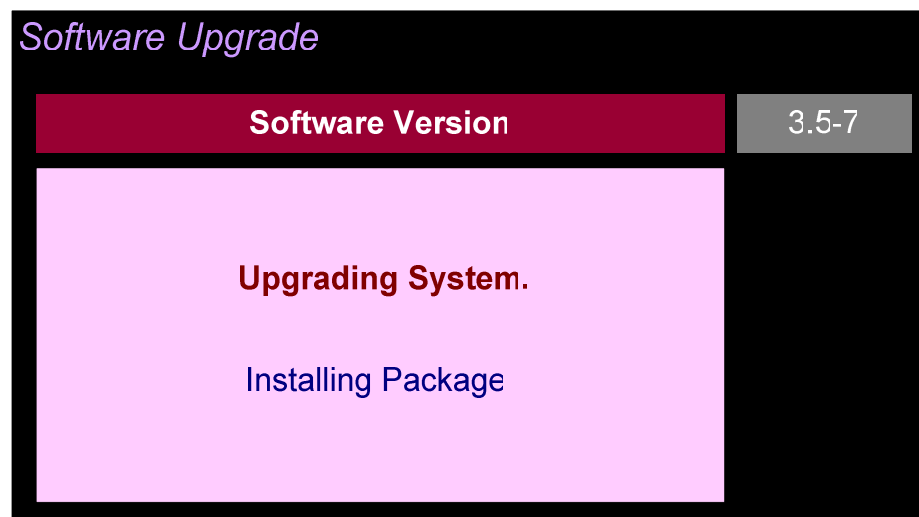 Software Upgrade
Software Version 3.5-7
Upgrading System.
Installing Package